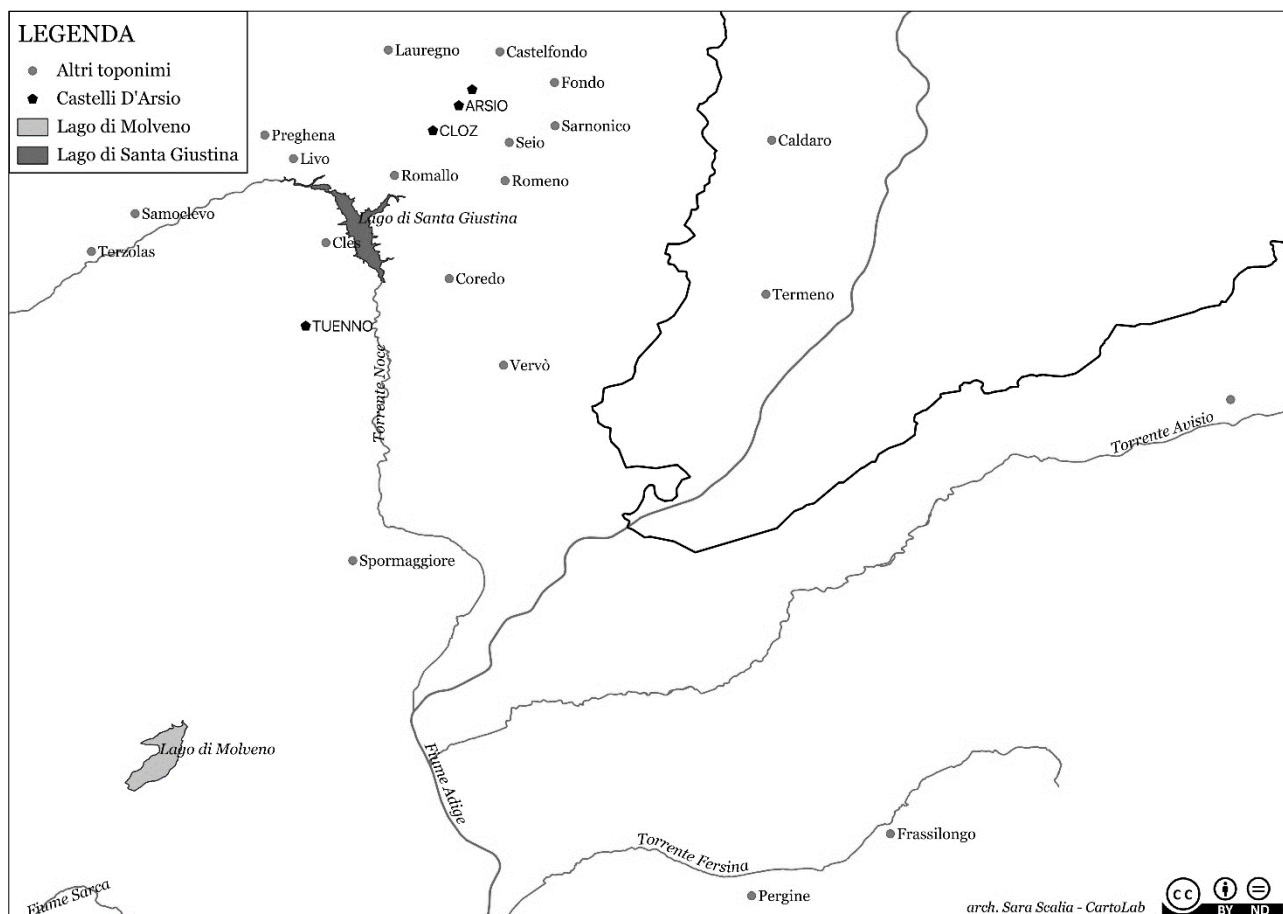 LEGENDA
Altri toponimi
Castelli D'Arsio
Lago di Molveno
Lago di Santa Giustina
Lauregno
Castelfondo
Fondo
ARSIO
CLOZ
Sarnonico
Seio
Caldaro
Preghena
Livo
Romallo
Romeno
Samoclevo
Lago di Santa Giustina
Cles
Terzolas
Coredo
Termeno
TUENNO
Vervò
Torrente Noce
Torrente Avisio
Spormaggiore
Lago di Molveno
Fiume Adige
Frassilongo
Torrente Fersina
Pergine
Fiume Sarca
arch. Sara Scalia - CartoLab
cc
BY ND